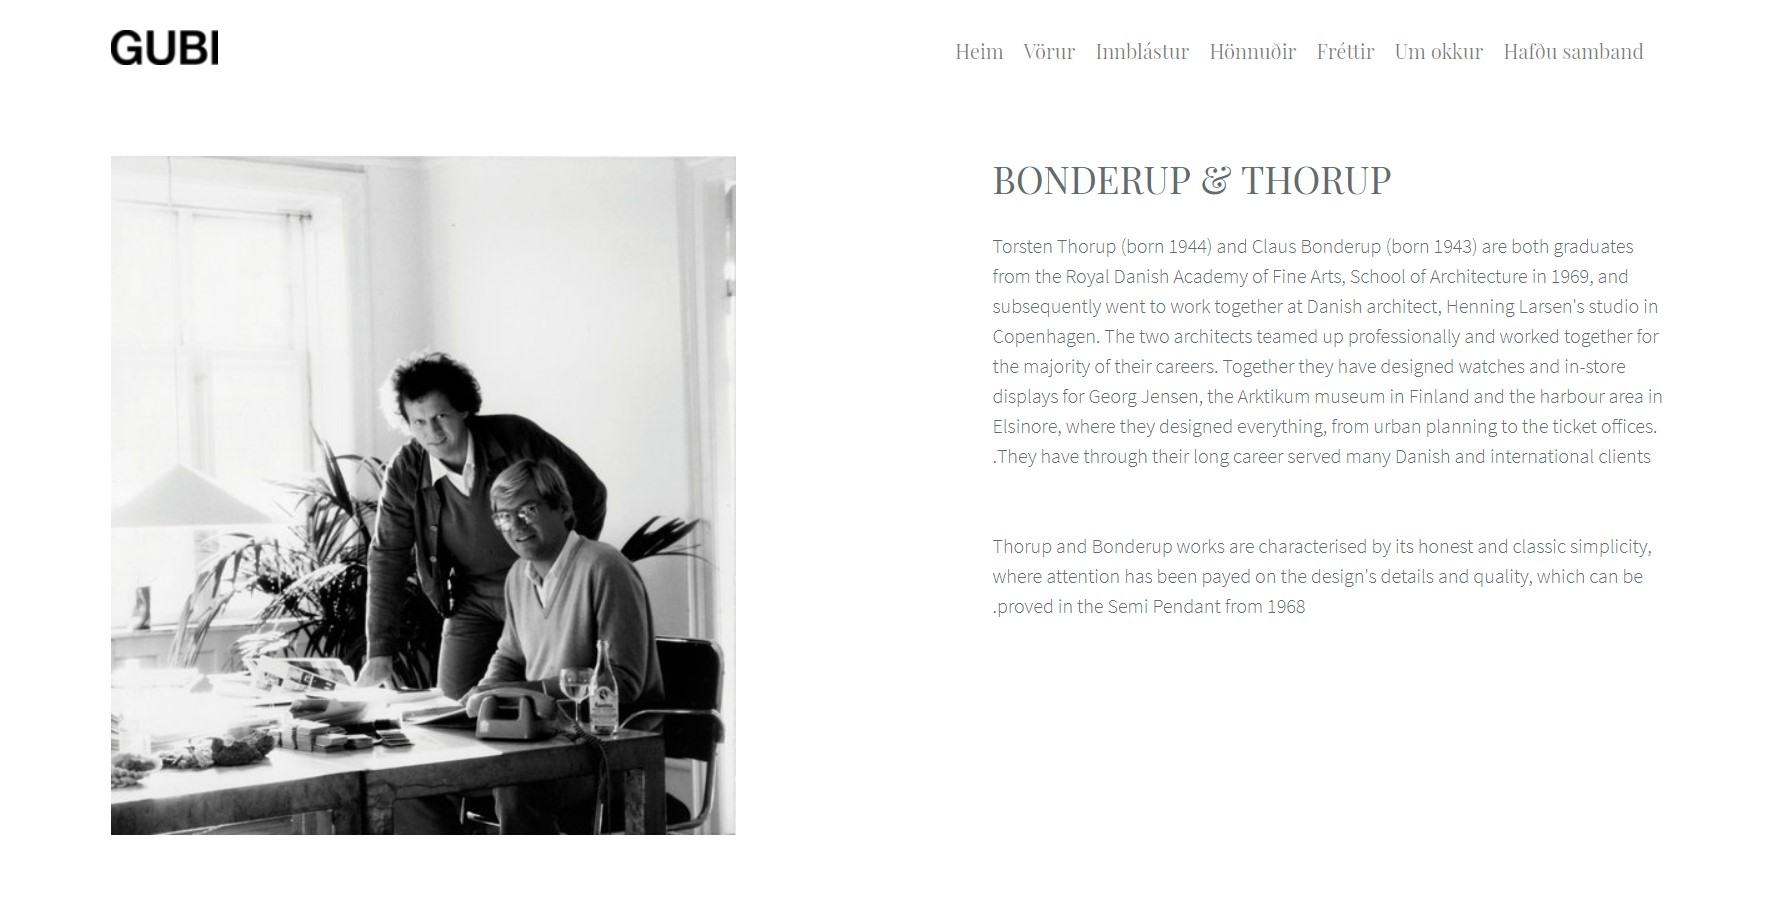 GUBI
Heim Vörur Innblástur Hönnuðir Fréttir Um okkur Hafðu samband
BONDERUP & THORUP
Torsten Thorup (born 1944) and Claus Bonderup (born 1943) are both graduates
from the Royal Danish Academy of Fine Arts, School of Architecture in 1969, and
subsequently went to work together at Danish architect, Henning Larsen's studio in
Copenhagen. The two architects teamed up professionally and worked together for
the majority of their careers. Together they have designed watches and in-store
displays for Georg Jensen, the Arktikum museum in Finland and the harbour area in
Elsinore, where they designed everything, from urban planning to the ticket offices.
.They have through their long career served many Danish and international clients
Thorup and Bonderup works are characterised by its honest and classic simplicity,
where attention has been payed on the design's details and quality, which can be
.proved in the Semi Pendant from 1968